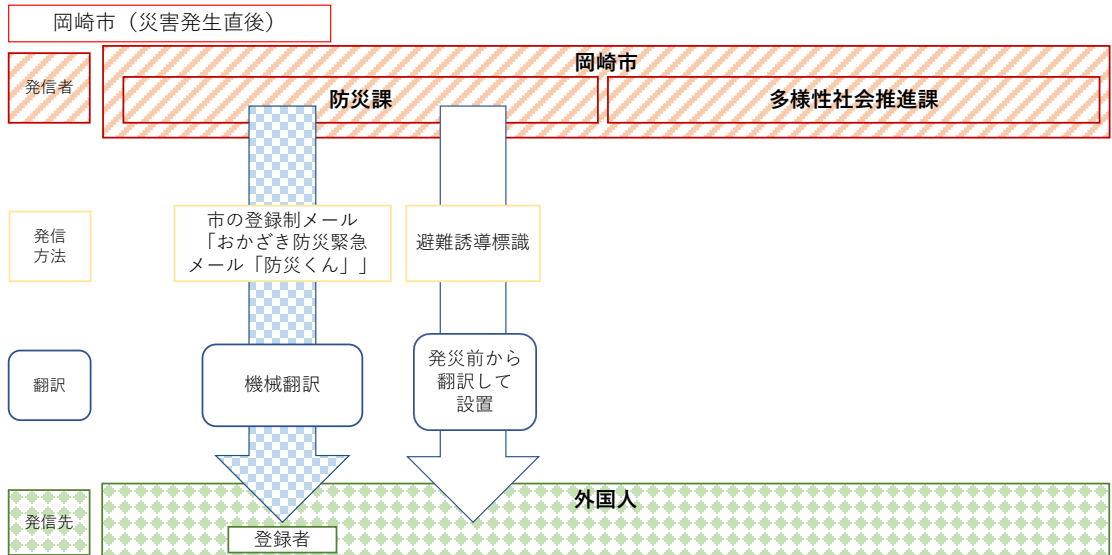 岡崎市（災害発生直後）
発信者
岡崎市
防災課
多様性社会推進課
発信
方法
市の登録制メール
「おかざき防災緊急
メール「防災くん」」
避難誘導標識
翻訳
機械翻訳
発災前から
翻訳して
設置
発信先
外国人
登録者